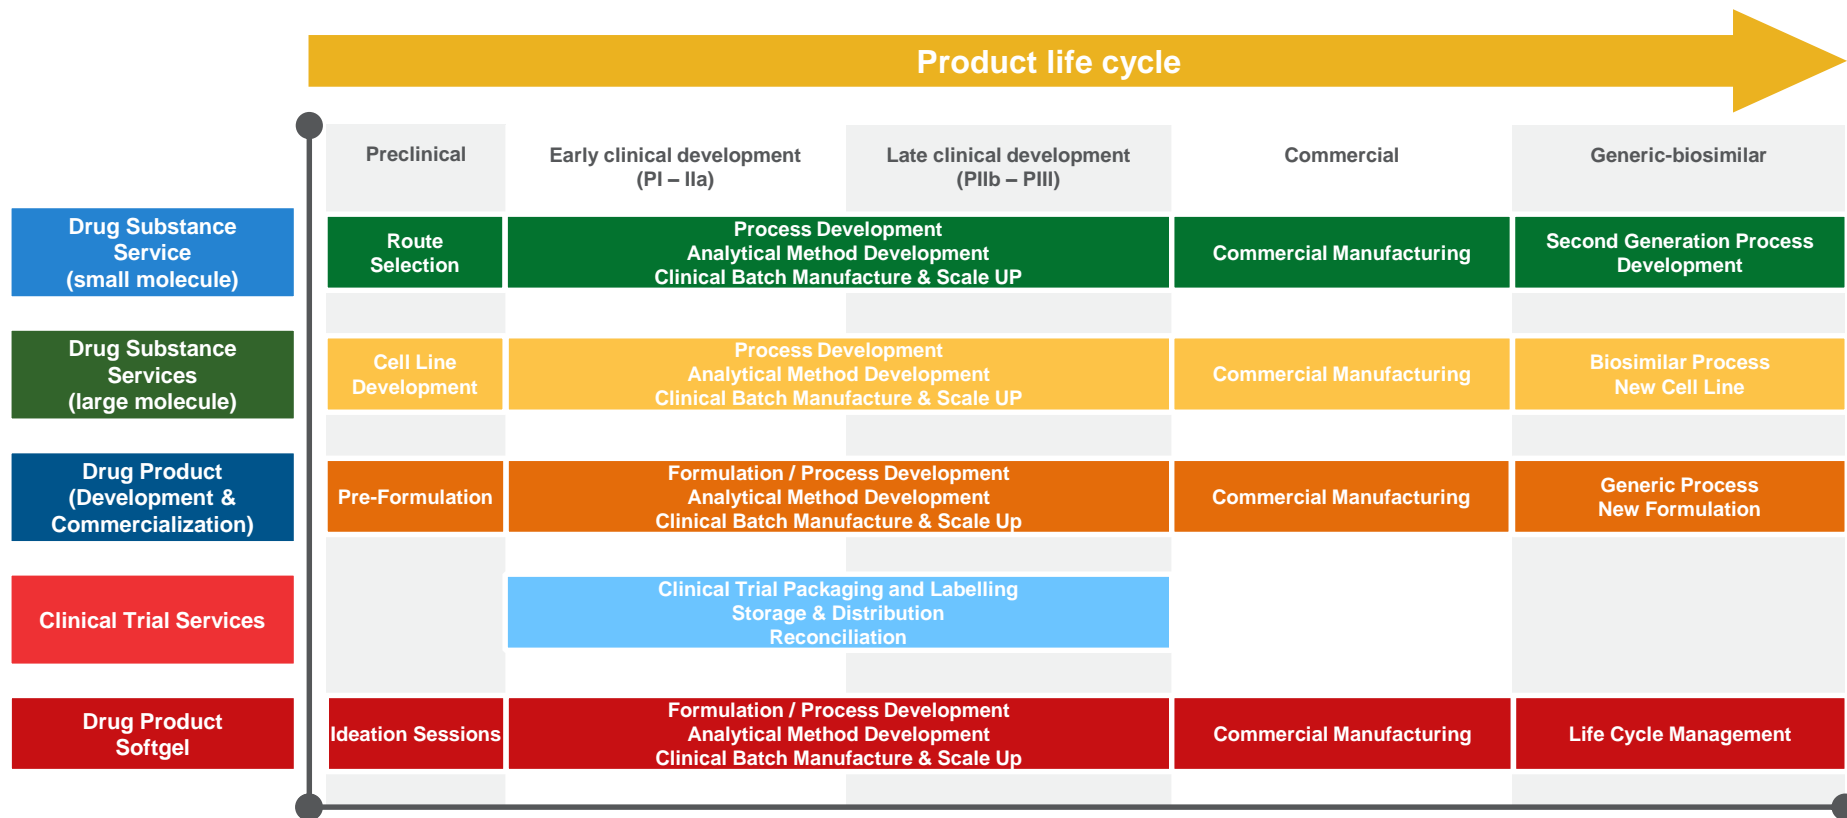 Product life cycle
Preclinical
Early clinical development
(PI – IIa)
Late clinical development
(PIIb – PIII)
Commercial
Generic-biosimilar
Drug Substance
Service
(small molecule)
Route
Selection
Process Development
Analytical Method Development
Clinical Batch Manufacture & Scale UP
Commercial Manufacturing
Second Generation Process
Development
Drug Substance
Services
(large molecule)
Cell Line
Development
Process Development
Analytical Method Development
Clinical Batch Manufacture & Scale UP
Commercial Manufacturing
Biosimilar Process
New Cell Line
Drug Product
(Development &
Commercialization)
Pre-Formulation
Formulation / Process Development
Analytical Method Development
Clinical Batch Manufacture & Scale Up
Commercial Manufacturing
Generic Process
New Formulation
Clinical Trial Services
Clinical Trial Packaging and Labelling
Storage & Distribution
Reconciliation
Drug Product
Softgel
Ideation Sessions
Formulation / Process Development
Analytical Method Development
Clinical Batch Manufacture & Scale Up
Commercial Manufacturing
Life Cycle Management